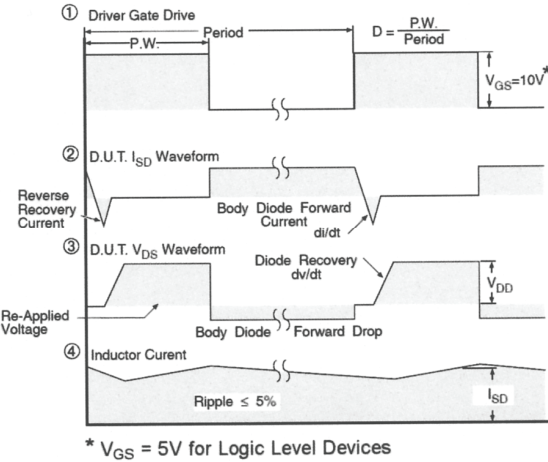 ① Driver Gate Drive
P.W.
Period
D = P.W.
Period
VGS=10V*
② D.U.T. ISD Waveform
Reverse
Recovery
Current
Body Diode Forward
Current
di/dt
③ D.U.T. VDS Waveform
Diode Recovery
dv/dt
VDD
Re-Applied
Voltage
Body Diode Forward Drop
④ Inductor Curent
Ripple ≤ 5%
ISD
* VGS = 5V for Logic Level Devices